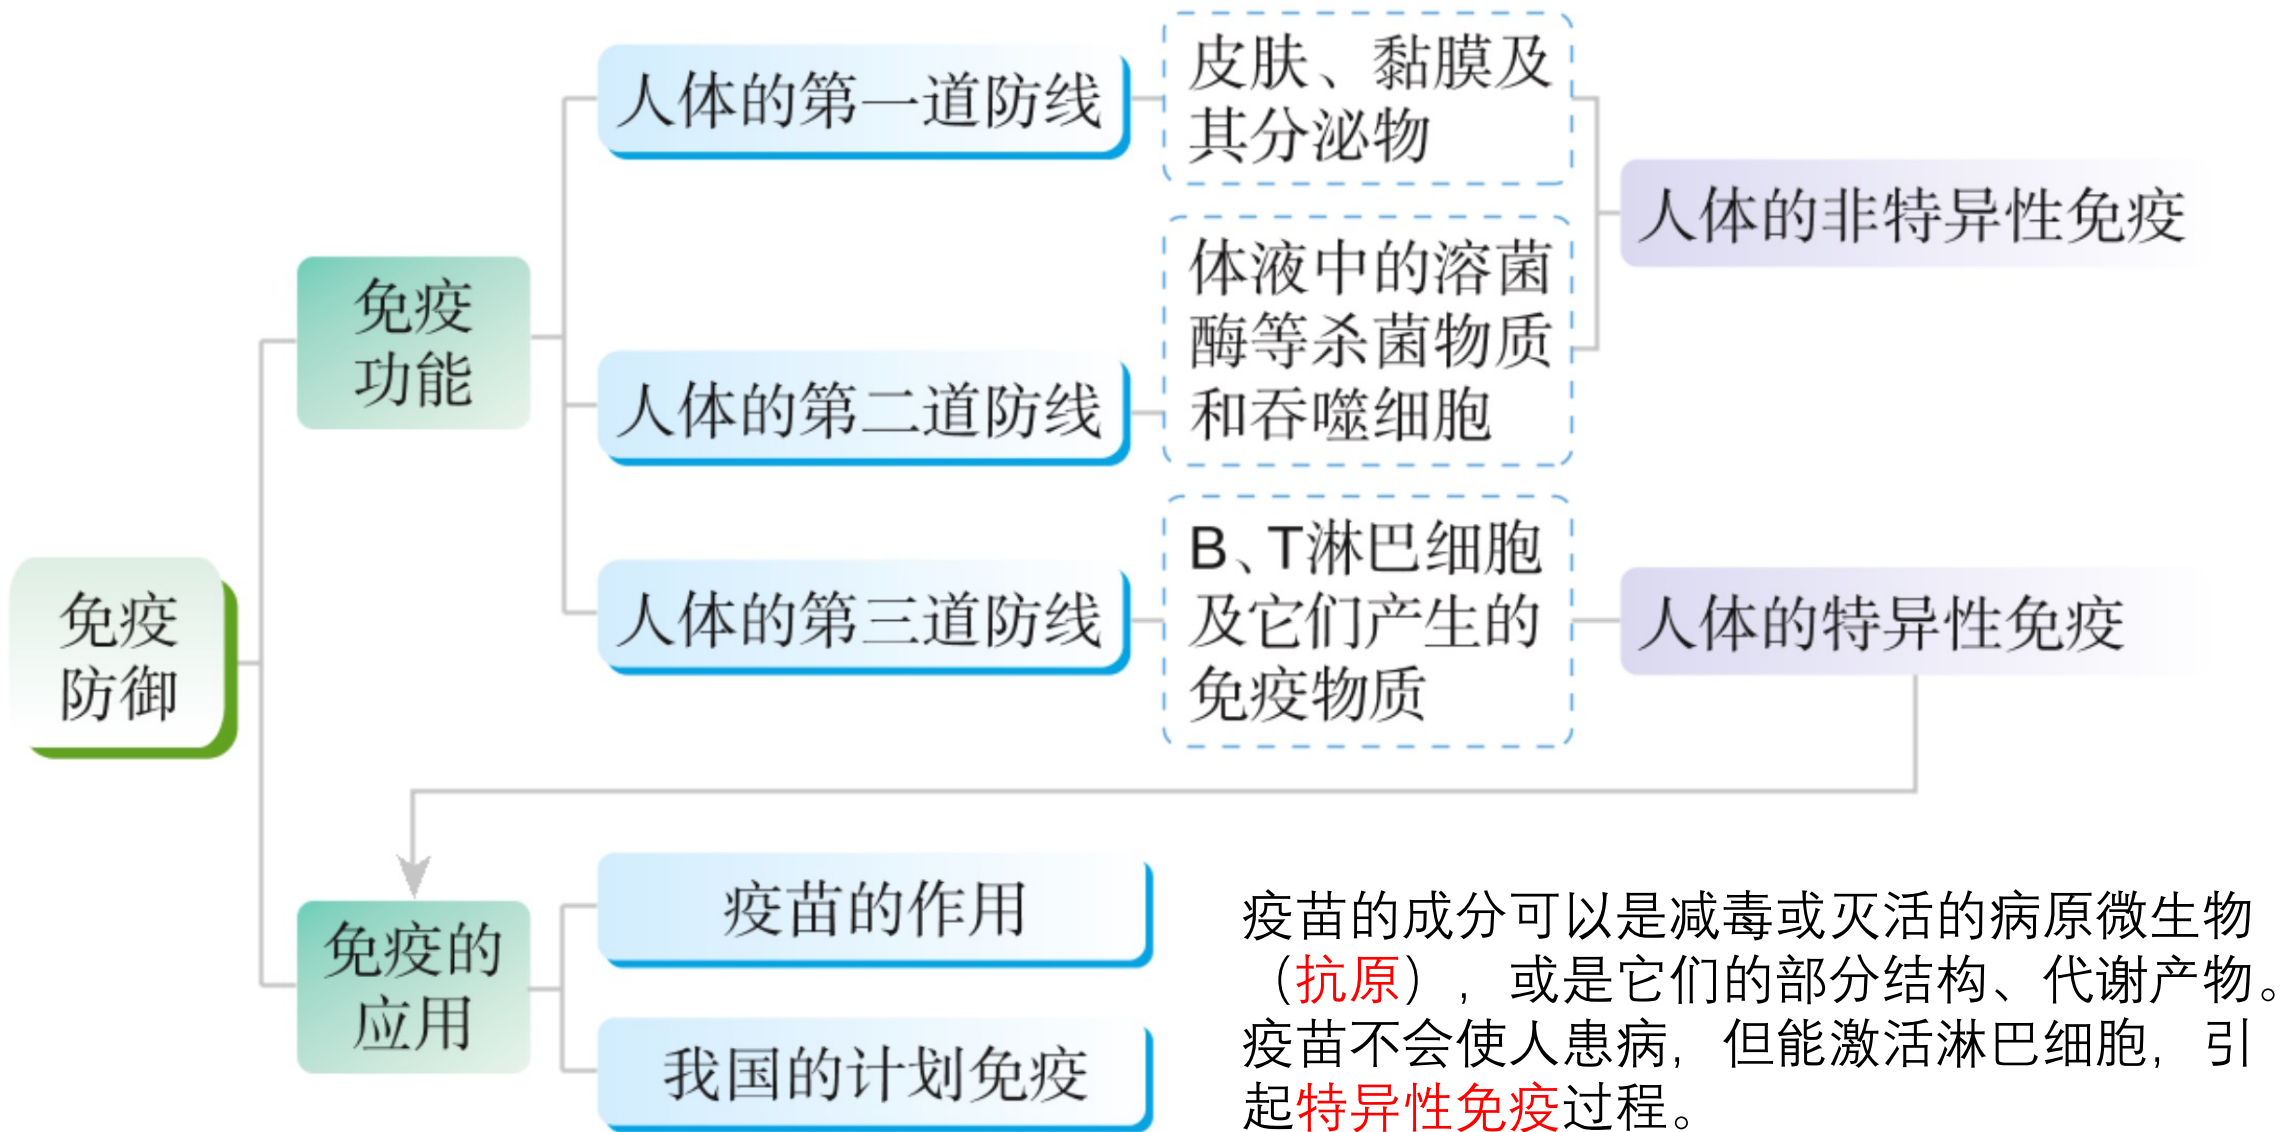 人体的第一道防线
皮肤、黏膜及
其分泌物
人体的非特异性免疫
免疫
功能
人体的第二道防线
体液中的溶菌
酶等杀菌物质
和吞噬细胞
人体的第三道防线
B、T淋巴细胞
及它们产生的
免疫物质
人体的特异性免疫
免疫
防御
免疫的
应用
疫苗的作用
我国的计划免疫
疫苗的成分可以是减毒或灭活的病原微生物
（抗原），或是它们的部分结构、代谢产物。
疫苗不会使人患病，但能激活淋巴细胞，引
起特异性免疫过程。